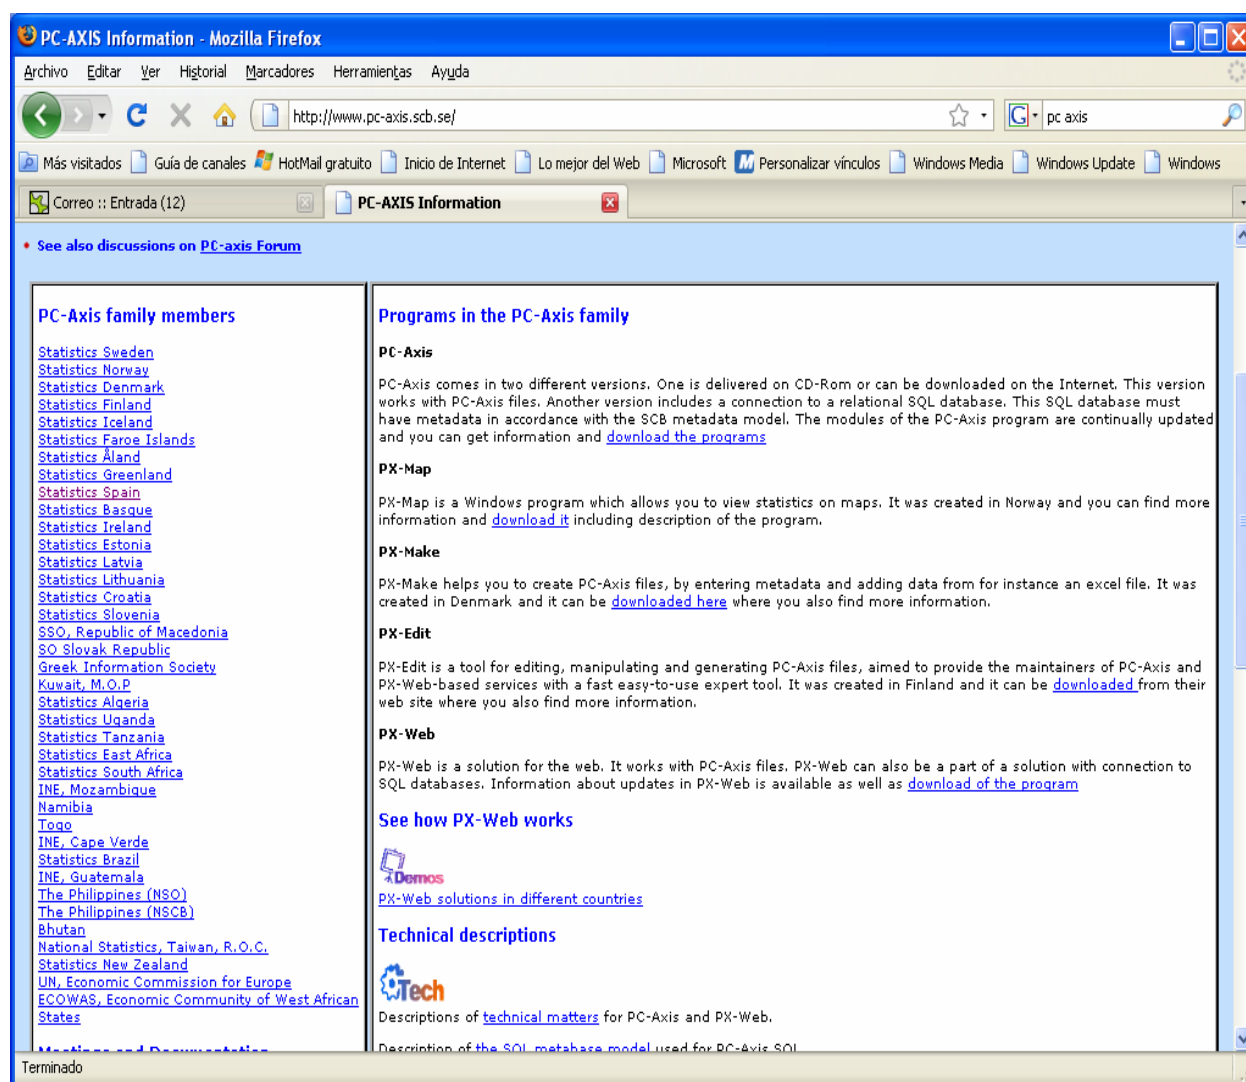 PC-AXIS Information - Mozilla Firefox
Archivo Editar Ver Historial Marcadores Herramientas Ayuda
http://www.pc-axis.scb.se/
G pc axis
Más visitados Guía de canales HotMail gratuito Inicio de Internet Lo mejor del Web Microsoft Personalizar vínculos Windows Media Windows Update Windows
Correo :: Entrada (12)
PC-AXIS Information
• See also discussions on PC-axis Forum
PC-Axis family members
Statistics Sweden
Statistics Norway
Statistics Denmark
Statistics Finland
Statistics Iceland
Statistics Faroe Islands
Statistics Åland
Statistics Greenland
Statistics Spain
Statistics Basque
Statistics Ireland
Statistics Estonia
Statistics Latvia
Statistics Lithuania
Statistics Croatia
Statistics Slovenia
SSO, Republic of Macedonia
SO Slovak Republic
Greek Information Society
Kuwait, M.O.P
Statistics Algeria
Statistics Uganda
Statistics Tanzania
Statistics East Africa
Statistics South Africa
INE, Mozambique
Namibia
Togo
INE, Cape Verde
Statistics Brazil
INE, Guatemala
The Philippines (NSO)
The Philippines (NSCB)
Bhutan
National Statistics, Taiwan, R.O.C.
Statistics New Zealand
UN, Economic Commission for Europe
ECOWAS, Economic Community of West African
States
Meetings and Documentation
Programs in the PC-Axis family
PC-Axis
PC-Axis comes in two different versions. One is delivered on CD-Rom or can be downloaded on the Internet. This version
works with PC-Axis files. Another version includes a connection to a relational SQL database. This SQL database must
have metadata in accordance with the SCB metadata model. The modules of the PC-Axis program are continually updated
and you can get information and download the programs
PX-Map
PX-Map is a Windows program which allows you to view statistics on maps. It was created in Norway and you can find more
information and download it including description of the program.
PX-Make
PX-Make helps you to create PC-Axis files, by entering metadata and adding data from for instance an excel file. It was
created in Denmark and it can be downloaded here where you also find more information.
PX-Edit
PX-Edit is a tool for editing, manipulating and generating PC-Axis files, aimed to provide the maintainers of PC-Axis and
PX-Web-based services with a fast easy-to-use expert tool. It was created in Finland and it can be downloaded from their
web site where you also find more information.
PX-Web
PX-Web is a solution for the web. It works with PC-Axis files. PX-Web can also be a part of a solution with connection to
SQL databases. Information about updates in PX-Web is available as well as download of the program
See how PX-Web works
Demos
PX-Web solutions in different countries
Technical descriptions
Tech
Descriptions of technical matters for PC-Axis and PX-Web.
Description of the SQL metabase model used for PC-Axis SQL
Terminado